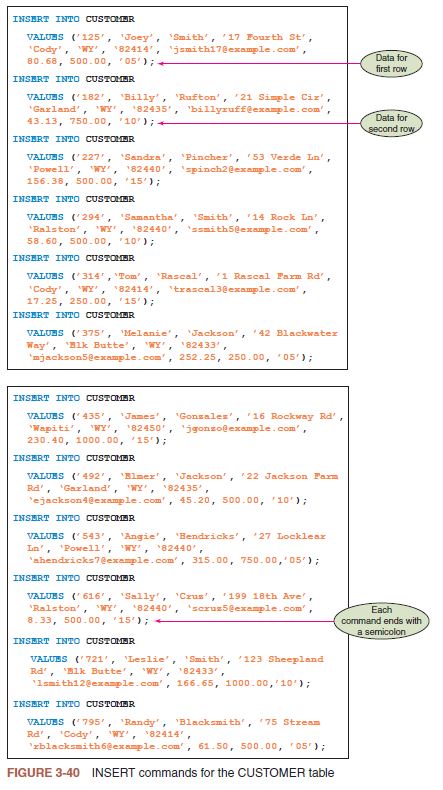 INSERT INTO CUSTOMER
VALUES ('125', 'Joey', 'Smith', '17 Fourth St',
'Cody', 'WY', '82414', 'jsmith17@example.com',
80.68, 500.00, '05');
Data for
first row
INSERT INTO CUSTOMER
VALUES ('182', 'Billy', 'Rufton', '21 Simple Cir',
'Garland', 'WY', '82435', 'billyruff@example.com',
43.13, 750.00, '10');
Data for
second row
INSERT INTO CUSTOMER
VALUES ('227', 'Sandra', 'Pincher', '53 Verde Ln',
'Powell', 'WY', '82440', 'spinch2@example.com',
156.38, 500.00, '15');
INSERT INTO CUSTOMER
VALUES ('294', 'Samantha', 'Smith', '14 Rock Ln',
'Ralston', 'WY', '82440', 'ssmith5@example.com',
58.60, 500.00, '10');
INSERT INTO CUSTOMER
VALUES ('314', 'Tom', 'Rascal', '1 Rascal Farm Rd',
'Cody', 'WY', '82414', 'trascal3@example.com',
17.25, 250.00, '15');
INSERT INTO CUSTOMER
VALUES ('375', 'Melanie', 'Jackson', '42 Blackwater
Way', 'Elk Butte', 'WY', '82433',
'mjackson5@example.com', 252.25, 250.00, '05');
INSERT INTO CUSTOMER
VALUES ('435', 'James', 'Gonzalez', '16 Rockway Rd',
'Wapiti', 'WY', '82450', 'jgonzo@example.com',
230.40, 1000.00, '15');
INSERT INTO CUSTOMER
VALUES ('492', 'Elmer', 'Jackson', '22 Jackson Farm
Rd', 'Garland', 'WY', '82435',
'ejackson4@example.com', 45.20, 500.00, '10');
INSERT INTO CUSTOMER
VALUES ('543', 'Angie', 'Hendricks', '27 Locklear
Ln', 'Powell', 'WY', '82440',
'ahendricks7@example.com', 315.00, 750.00,'05');
INSERT INTO CUSTOMER
VALUES ('616', 'Sally', 'Cruz', '199 18th Ave',
'Ralston', 'WY', '82440', 'scruz5@example.com',
8.33, 500.00, '15');
Each
command ends with
a semicolon
INSERT INTO CUSTOMER
VALUES ('721', 'Leslie', 'Smith', '123 Sheepland
Rd', 'Elk Butte', 'WY', '82433',
'lsmith12@example.com', 166.65, 1000.00,'10');
INSERT INTO CUSTOMER
VALUES ('795', 'Randy', 'Blacksmith', '75 Stream
Rd', 'Cody', 'WY', '82414',
'rblacksmith6@example.com', 61.50, 500.00, '05');
FIGURE 3-40 INSERT commands for the CUSTOMER table